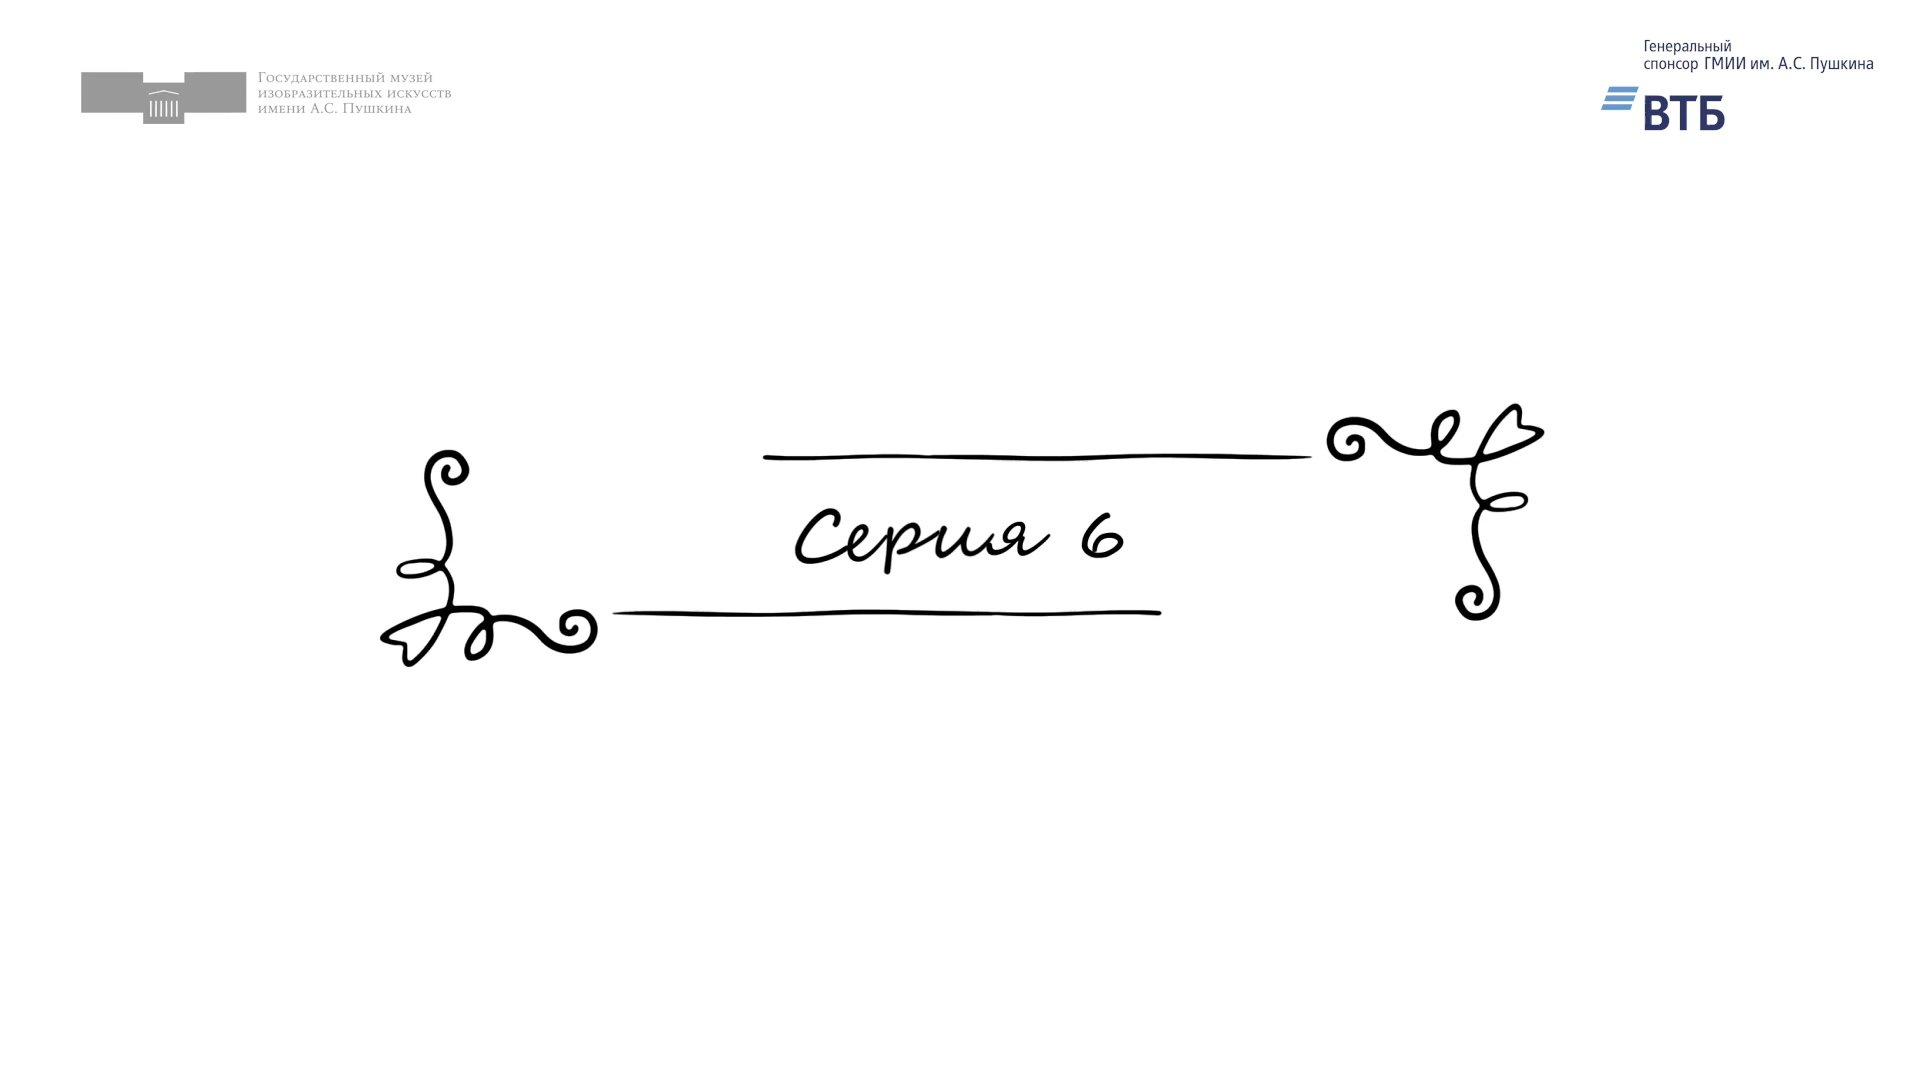 Государственный музей
изобразительных искусств
имени А.С. Пушкина
Генеральный
спонсор ГМИИ им. А.С. Пушкина
ВТБ
Серия 6